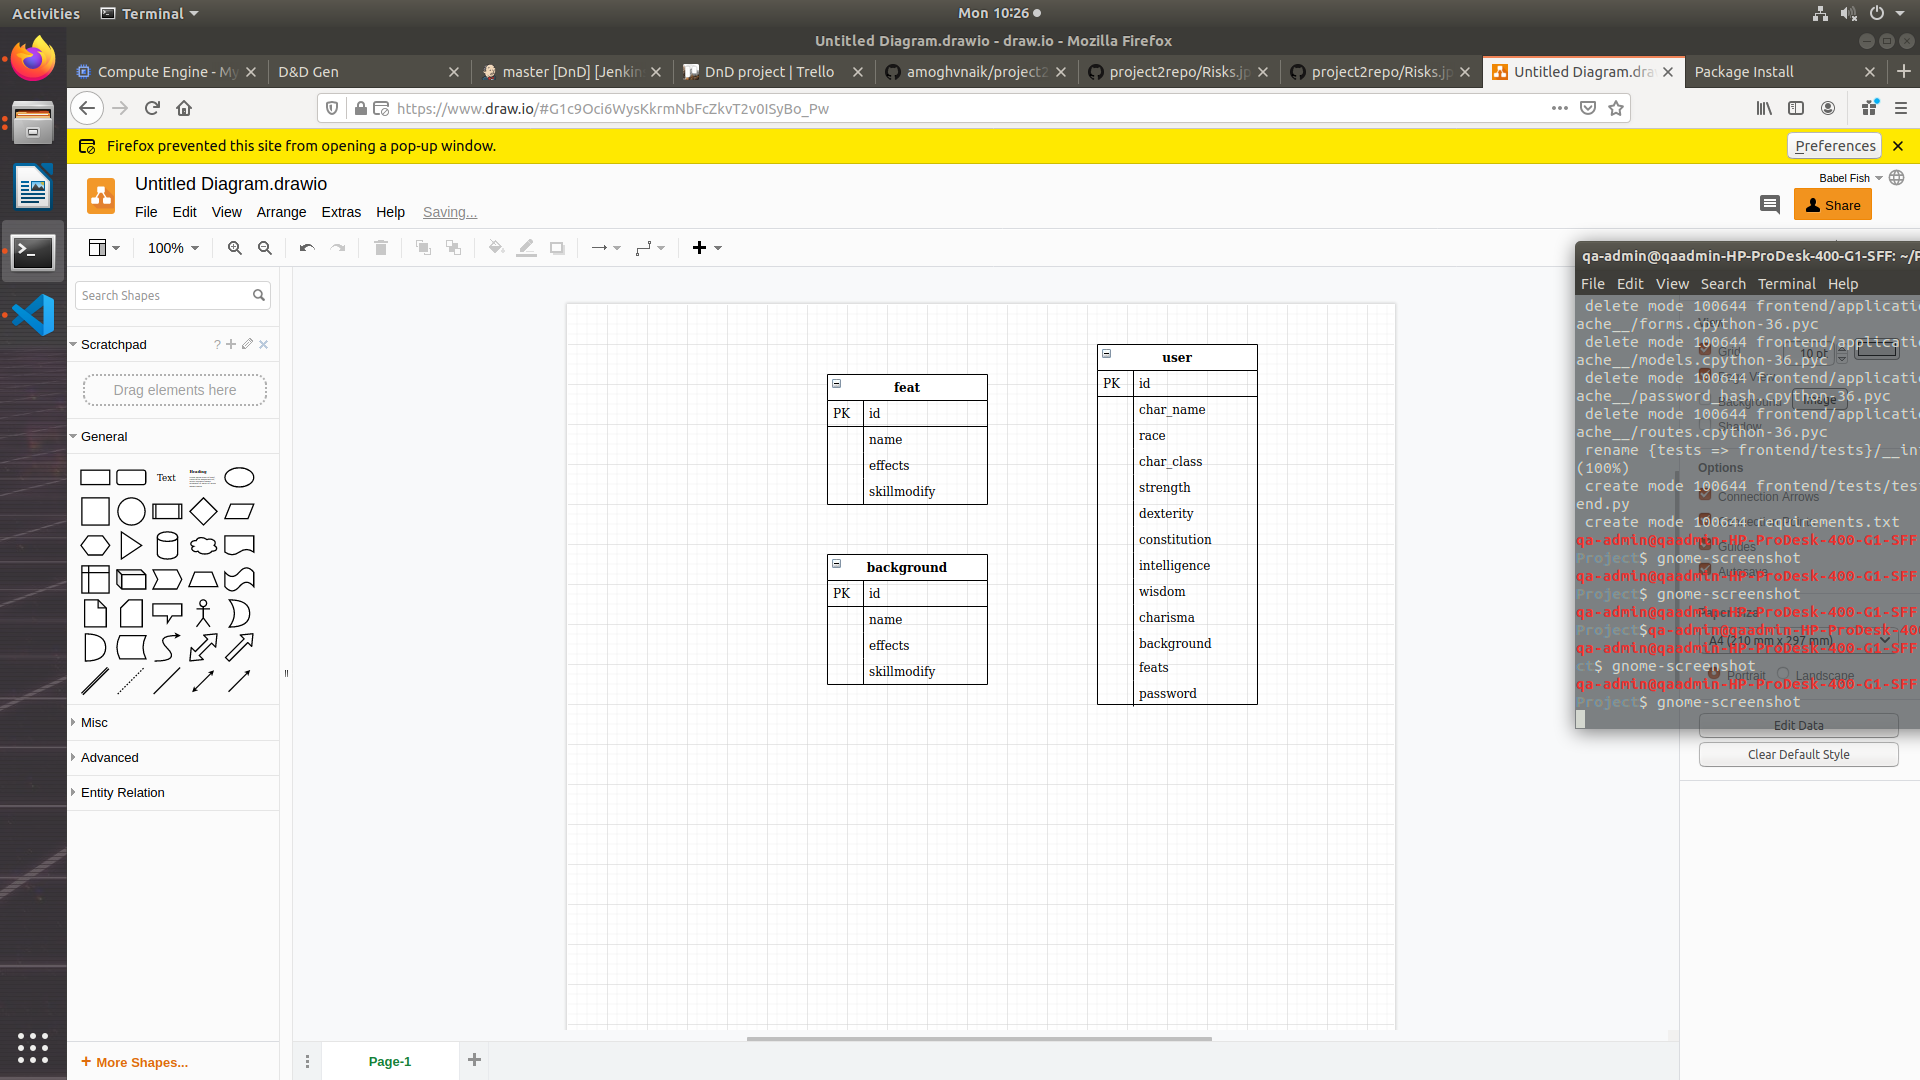 Activities
Terminal
Mon 10:26
Untitled Diagram.drawio - draw.io - Mozilla Firefox
Compute Engine - My
D&D Gen
master [DnD] [Jenkin
DnD project | Trello
amoghvnaik/project2
project2repo/Risks.jp
project2repo/Risks.jp
Untitled Diagram.dra
Package Install
https://www.draw.io/#G1c9Oci6WysKkrmNbFcZkvT2v0ISyBo_Pw
Firefox prevented this site from opening a pop-up window.
Preferences
Untitled Diagram.drawio
Babel Fish
File Edit View Arrange Extras Help Saving...
Share
100%
Search Shapes
Scratchpad
?
Drag elements here
General
Text
Heading
Misc
Advanced
Entity Relation
+ More Shapes...
feat
PK id
name
effects
skillmodify
background
PK id
name
effects
skillmodify
user
PK id
char_name
race
char_class
strength
dexterity
constitution
intelligence
wisdom
charisma
background
feats
password
Page-1
qa-admin@qaadmin-HP-ProDesk-400-G1-SFF: ~/P
File Edit View Search Terminal Help
delete mode 100644 frontend/applicatio
ache__/forms.cpython-36.pyc
delete mode 100644 frontend/applicatio
ache__/models.cpython-36.pyc
delete mode 100644 frontend/applicatio
ache__/password_hash.cpython-36.pyc
delete mode 100644 frontend/applicatio
ache__/routes.cpython-36.pyc
rename {tests => frontend/tests}/__in
(100%)
create mode 100644 frontend/tests/tes
end.py
create mode 100644 requirements.txt
qa-admin@qaadmin-HP-ProDesk-400-G1-SFF
Project$ gnome-screenshot
qa-admin@qaadmin-HP-ProDesk-400-G1-SFF
Project$ gnome-screenshot
qa-admin@qaadmin-HP-ProDesk-400-G1-SFF
Project$qa-admin@qaadmin-HP-ProDesk-400
qa-admin@qaadmin-HP-ProDesk-400-G1-SFF
ct$ gnome-screenshot
qa-admin@qaadmin-HP-ProDesk-400-G1-SFF
Project$ gnome-screenshot
Grid
10 pt
Background
Image
Shadow
Options
Connection Arrows
Guides
Autosave
Paper Size
A4 (210 mm x 297 mm)
Portrait
Landscape
Edit Data
Clear Default Style